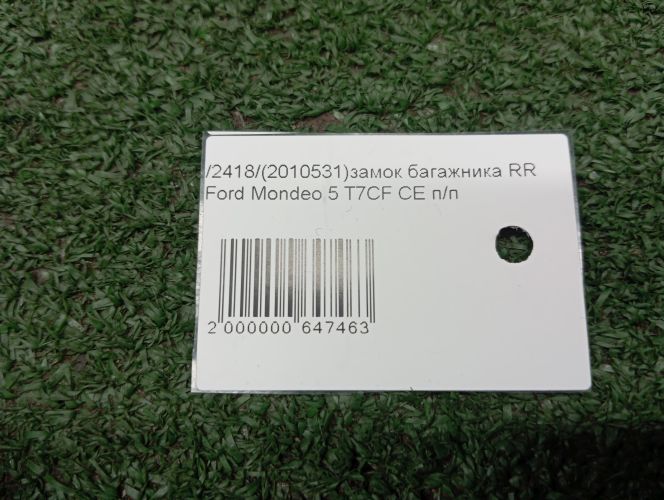 /2418/(2010531)замок багажника RR
Ford Mondeo 5 T7CF CE п/п
2 000000 647463